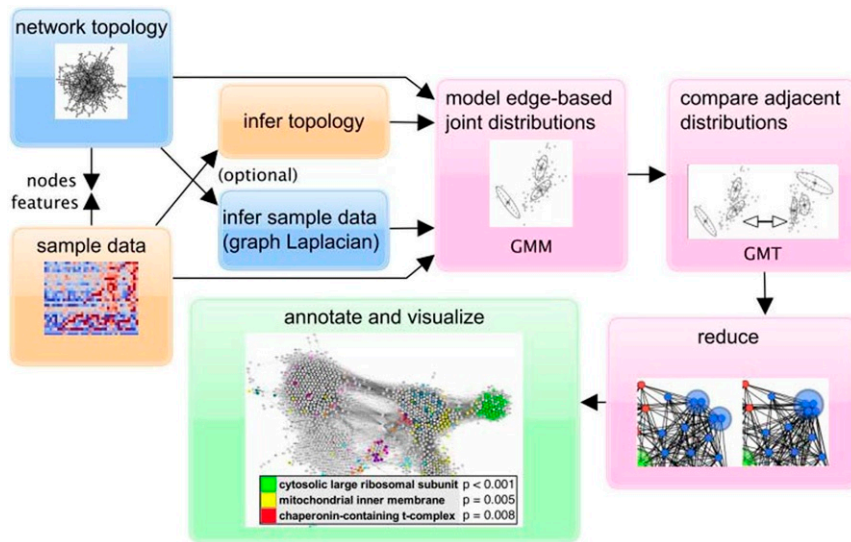 network topology
nodes
features
sample data
infer topology
(optional)
infer sample data
(graph Laplacian)
model edge-based
joint distributions
GMM
compare adjacent
distributions
GMT
reduce
annotate and visualize
cytosolic large ribosomal subunit p < 0.001
mitochondrial inner membrane p = 0.005
chaperonin-containing t-complex p = 0.008